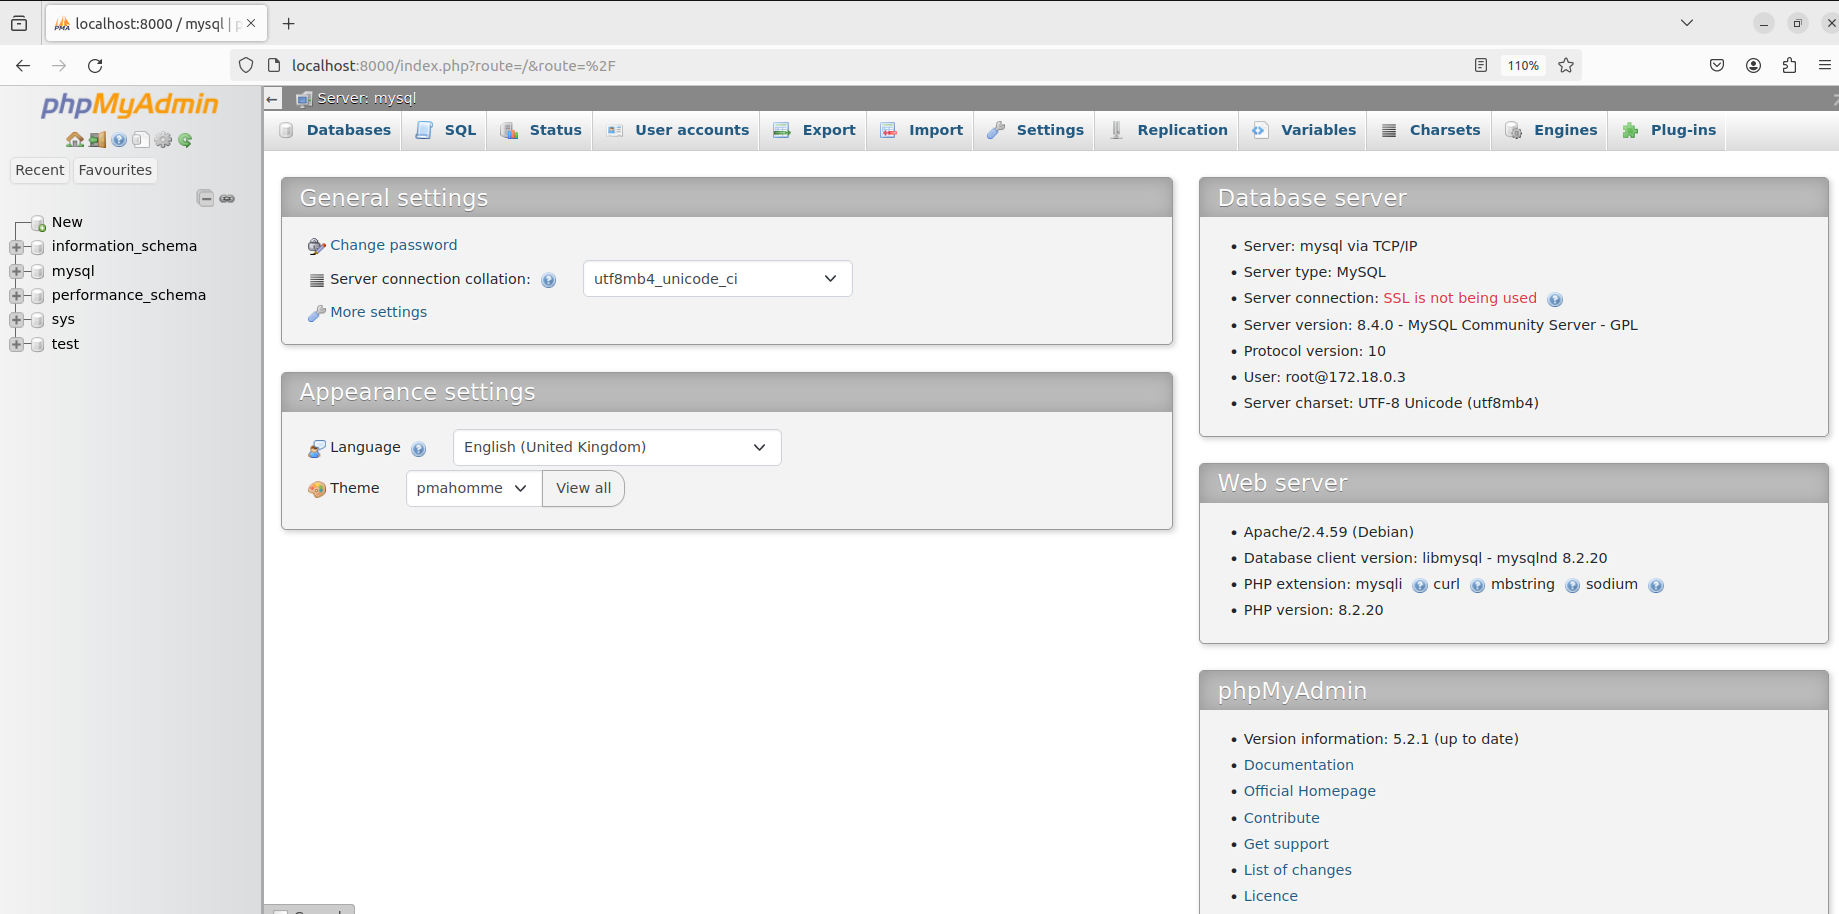 localhost:8000 / mysql |
localhost:8000/index.php?route=/&route=%2F
110%
phpMyAdmin
Recent
Favourites
New
information_schema
mysql
performance_schema
sys
test
Server: mysql
Databases
SQL
Status
User accounts
Export
Import
Settings
Replication
Variables
Charsets
Engines
Plug-ins
General settings
Change password
Server connection collation:
utf8mb4_unicode_ci
More settings
Appearance settings
Language
English (United Kingdom)
Theme
pmahomme
View all
Database server
Server: mysql via TCP/IP
Server type: MySQL
Server connection: SSL is not being used
Server version: 8.4.0 - MySQL Community Server - GPL
Protocol version: 10
User: root@172.18.0.3
Server charset: UTF-8 Unicode (utf8mb4)
Web server
Apache/2.4.59 (Debian)
Database client version: libmysql - mysqlnd 8.2.20
PHP extension: mysqli curl mbstring sodium
PHP version: 8.2.20
phpMyAdmin
Version information: 5.2.1 (up to date)
Documentation
Official Homepage
Contribute
Get support
List of changes
Licence